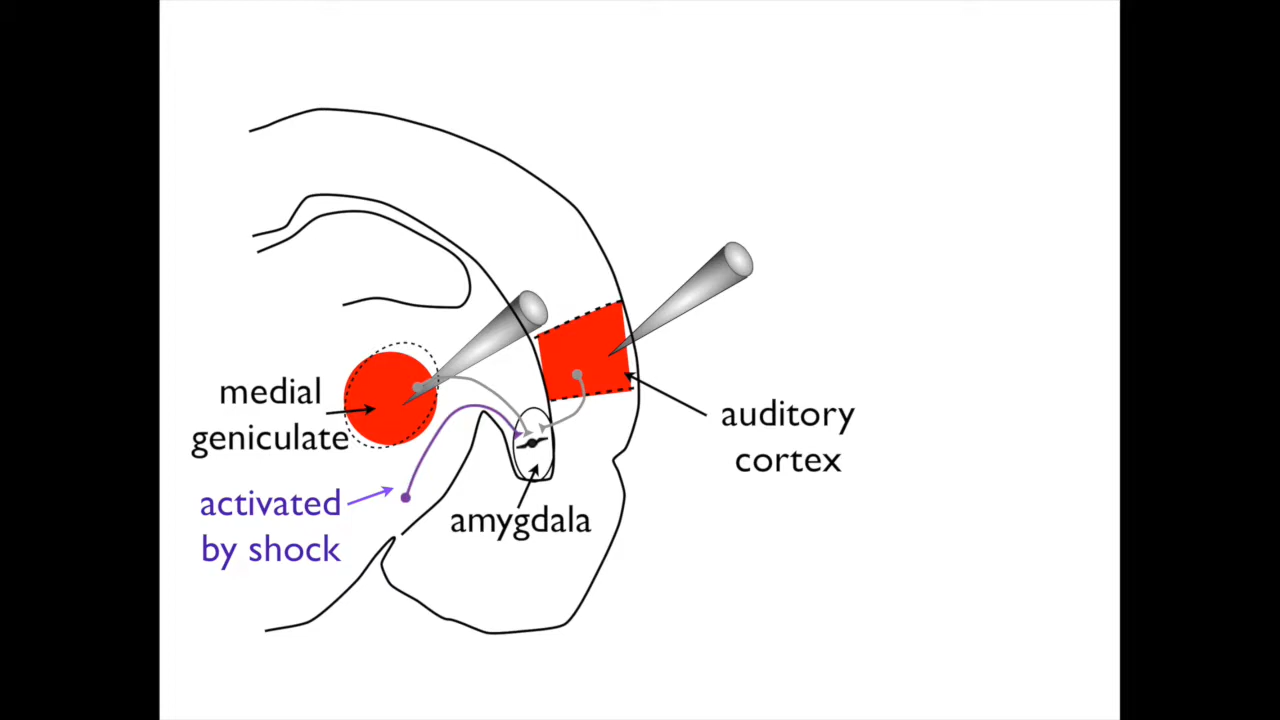 medial
geniculate
activated
by shock
amygdala
auditory
cortex